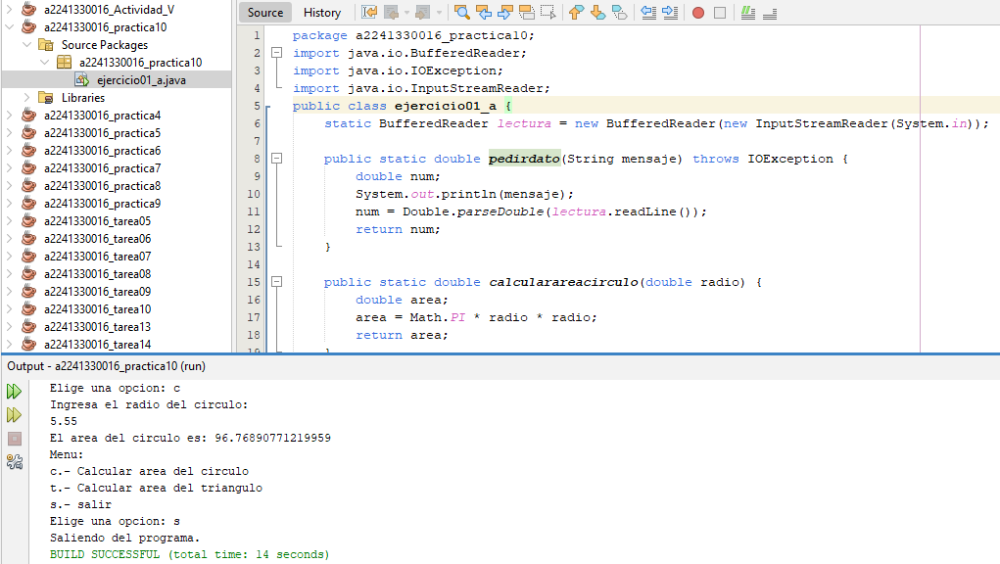 a2241330016_Actividad_V
a2241330016_practica10
Source Packages
a2241330016_practica10
ejercicio01_a.java
Libraries
a2241330016_practica4
a2241330016_practica5
a2241330016_practica6
a2241330016_practica7
a2241330016_practica8
a2241330016_practica9
a2241330016_tarea05
a2241330016_tarea06
a2241330016_tarea07
a2241330016_tarea08
a2241330016_tarea09
a2241330016_tarea10
a2241330016_tarea13
a2241330016_tarea14
Source History
1 package a2241330016_practica10;
2 import java.io.BufferedReader;
3 import java.io.IOException;
4 import java.io.InputStreamReader;
5 public class ejercicio01_a {
6 static BufferedReader lectura = new BufferedReader(new InputStreamReader(System.in));
7
8 public static double pedirdato(String mensaje) throws IOException {
9 double num;
10 System.out.println(mensaje);
11 num = Double.parseDouble(lectura.readLine());
12 return num;
13 }
14
15 public static double calcularareacirculo(double radio) {
16 double area;
17 area = Math.PI * radio * radio;
18 return area;
19 }
Output - a2241330016_practica10 (run)
Elige una opcion: c
Ingresa el radio del circulo:
5.55
El area del circulo es: 96.76890771219959
Menu:
c.- Calcular area del circulo
t.- Calcular area del triangulo
s.- salir
Elige una opcion: s
Saliendo del programa.
BUILD SUCCESSFUL (total time: 14 seconds)